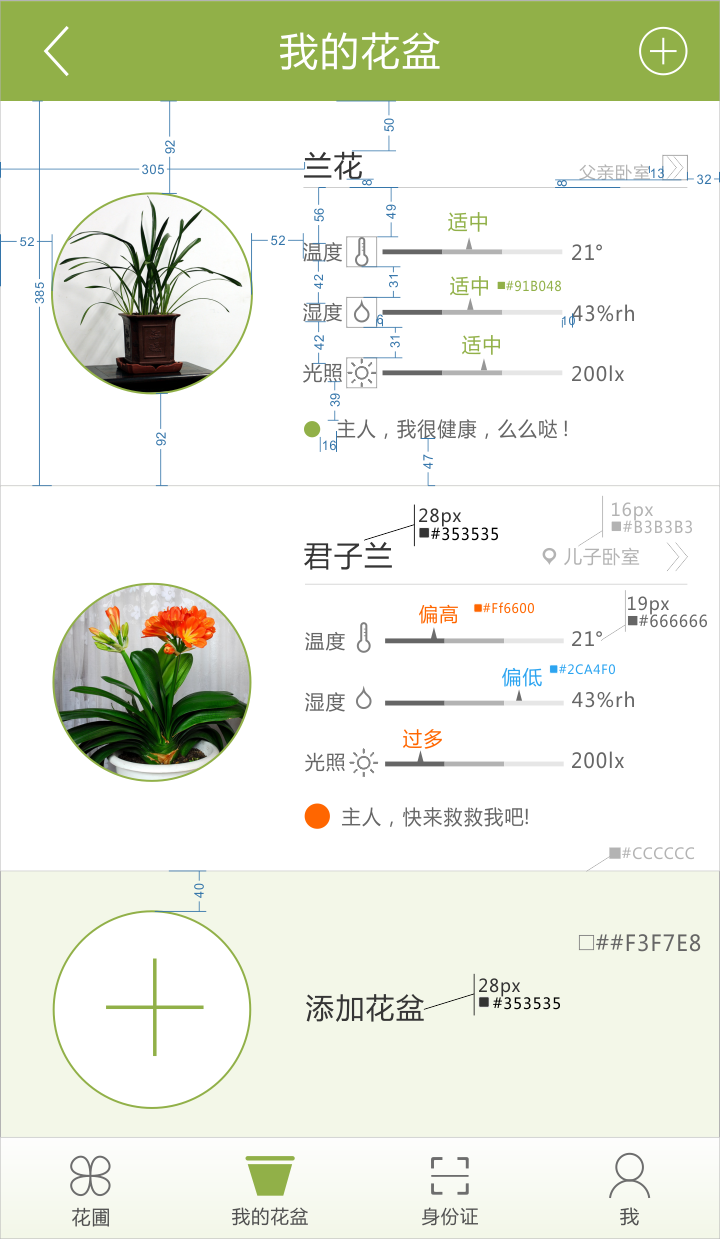 我的花盆
50
92
305
兰花
父亲卧室
13
32
8
8
56
49
适中
52
52
温度
21°
385
42
31
适中
#91B048
湿度
6
10
43%rh
42
31
适中
光照
200lx
39
92
主人，我很健康，么么哒！
16
47
28px
#353535
16px
#B3B3B3
君子兰
儿子卧室
19px
#666666
偏高
#Ff6600
温度
21°
偏低
#2CA4F0
湿度
43%rh
过多
光照
200lx
主人，快来救救我吧!
#CCCCCC
40
##F3F7E8
添加花盆
28px
#353535
花圃
我的花盆
身份证
我